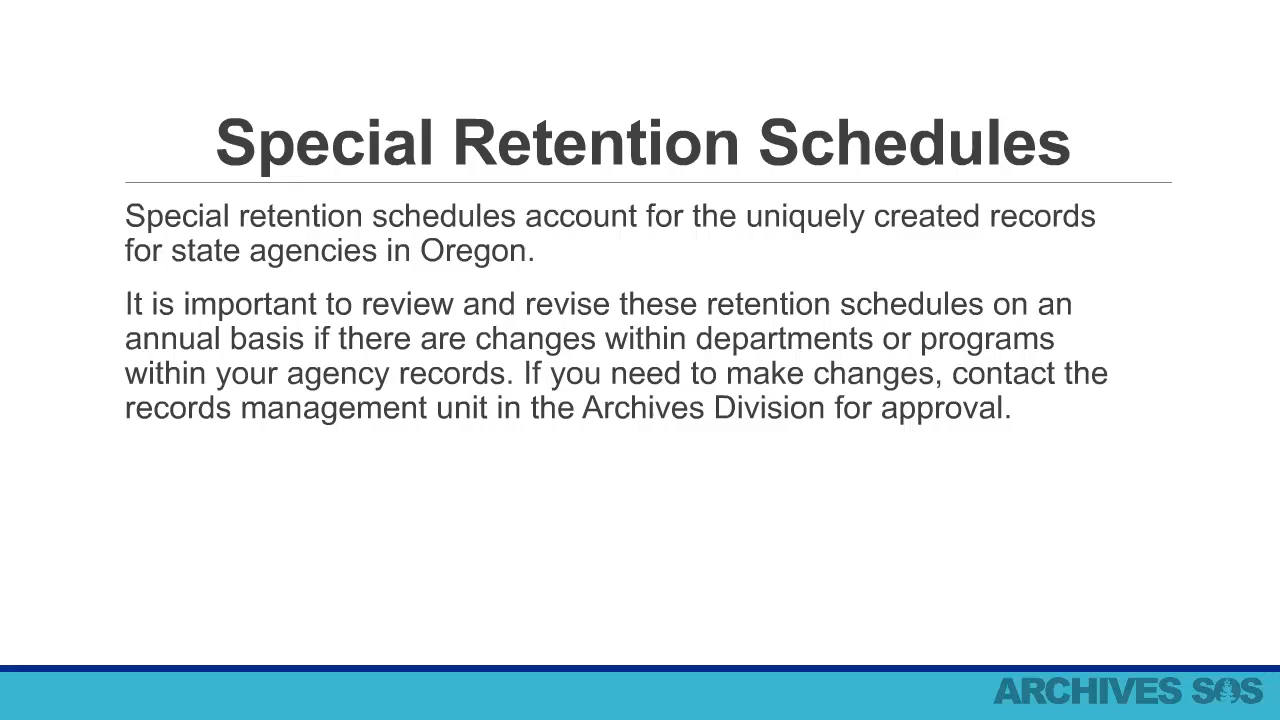 Special Retention Schedules
Special retention schedules account for the uniquely created records
for state agencies in Oregon.
It is important to review and revise these retention schedules on an
annual basis if there are changes within departments or programs
within your agency records. If you need to make changes, contact the
records management unit in the Archives Division for approval.
ARCHIVES SOS